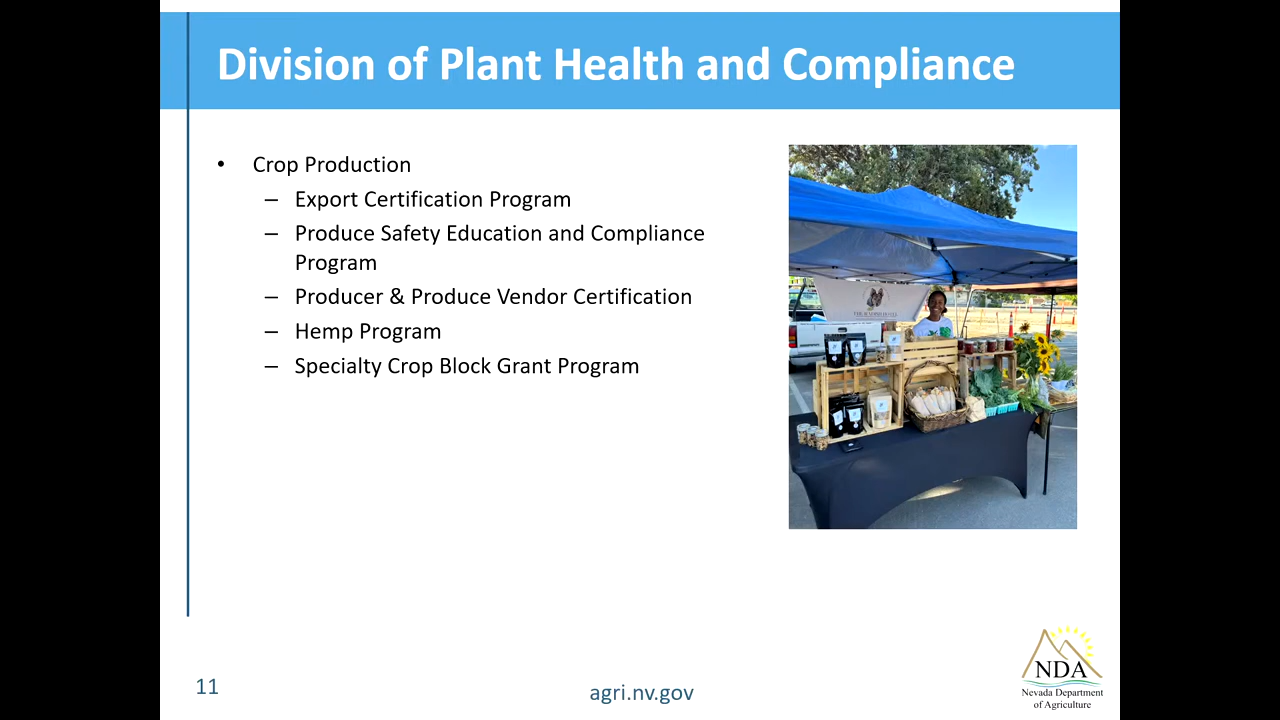 Division of Plant Health and Compliance
• Crop Production
– Export Certification Program
– Produce Safety Education and Compliance
Program
– Producer & Produce Vendor Certification
– Hemp Program
– Specialty Crop Block Grant Program
11
agri.nv.gov
NDA
Nevada Department
of Agriculture